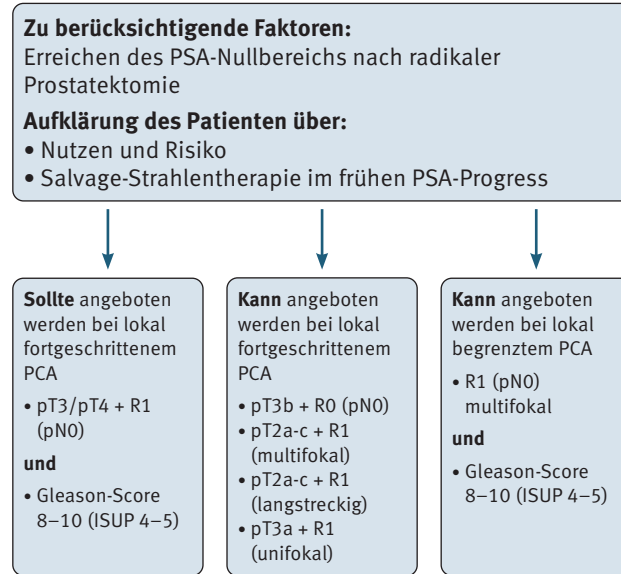 Zu berücksichtigende Faktoren:
Erreichen des PSA-Nullbereichs nach radikaler
Prostatektomie
Aufklärung des Patienten über:
• Nutzen und Risiko
• Salvage-Strahlentherapie im frühen PSA-Progress
Sollte angeboten
werden bei lokal
fortgeschrittenem
PCA
• pT3/pT4 + R1
(pN0)
und
• Gleason-Score
8–10 (ISUP 4–5)
Kann angeboten
werden bei lokal
fortgeschrittenem
PCA
• pT3b + R0 (pN0)
• pT2a-c + R1
(multifokal)
• pT2a-c + R1
(langstreckig)
• pT3a + R1
(unifokal)
Kann angeboten
werden bei lokal
begrenztem PCA
• R1 (pN0)
multifokal
und
• Gleason-Score
8–10 (ISUP 4–5)